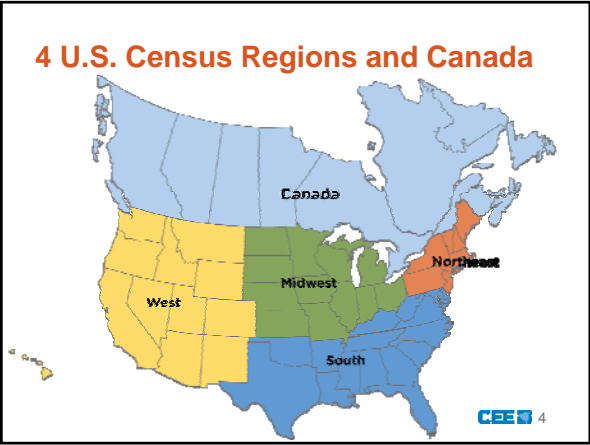 4 U.S. Census Regions and Canada
Canada
Northeast
Midwest
West
South
CEE 4